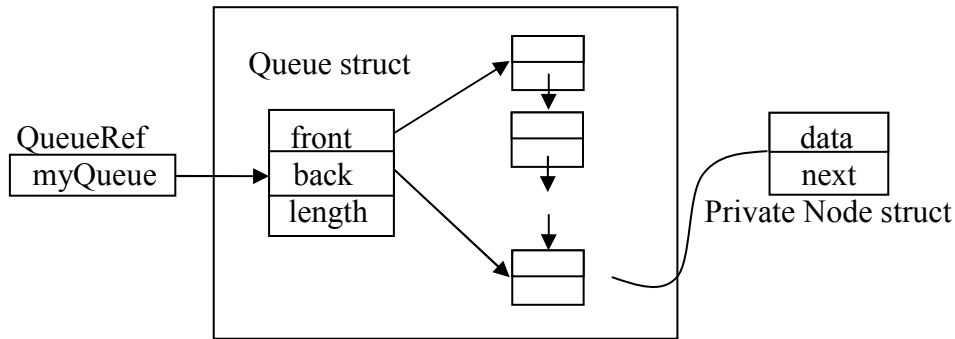 Queue struct
QueueRef
myQueue
front
back
length
data
next
Private Node struct